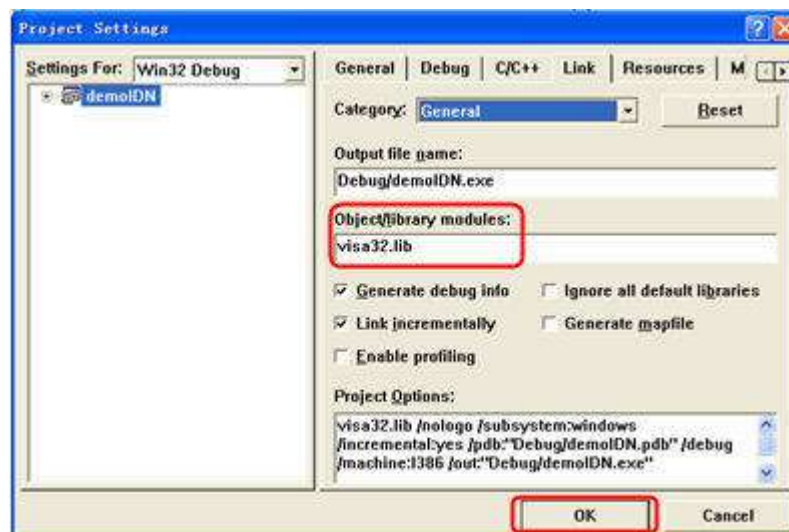 Project Settings
Settings For: Win32 Debug
demoIDN
General Debug C/C++ Link Resources M
Category: General Reset
Output file name:
Debug/demoIDN.exe
Object/library modules:
visa32.lib
Generate debug info Ignore all default libraries
Link incrementally Generate mapfile
Enable profiling
Project Options:
visa32.lib /nologo /subsystem:windows
/incremental:yes /pdb:"Debug/demoIDN.pdb" /debug
/machine:I386 /out:"Debug/demoIDN.exe"
OK Cancel